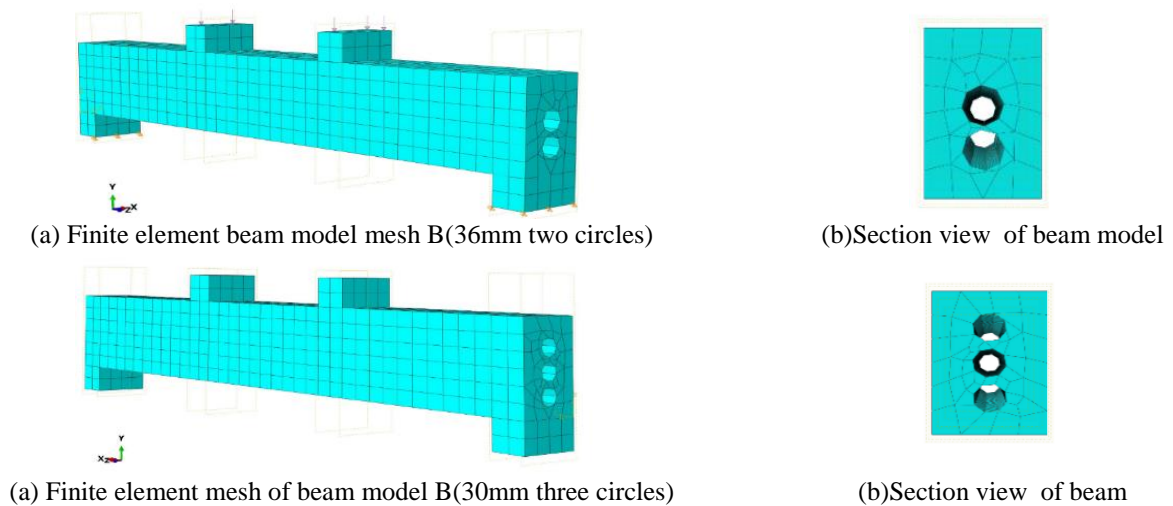 Y
X
Z
(a) Finite element beam model mesh B(36mm two circles)
(b)Section view of beam model
Y
X
Z
(a) Finite element mesh of beam model B(30mm three circles)
(b)Section view of beam